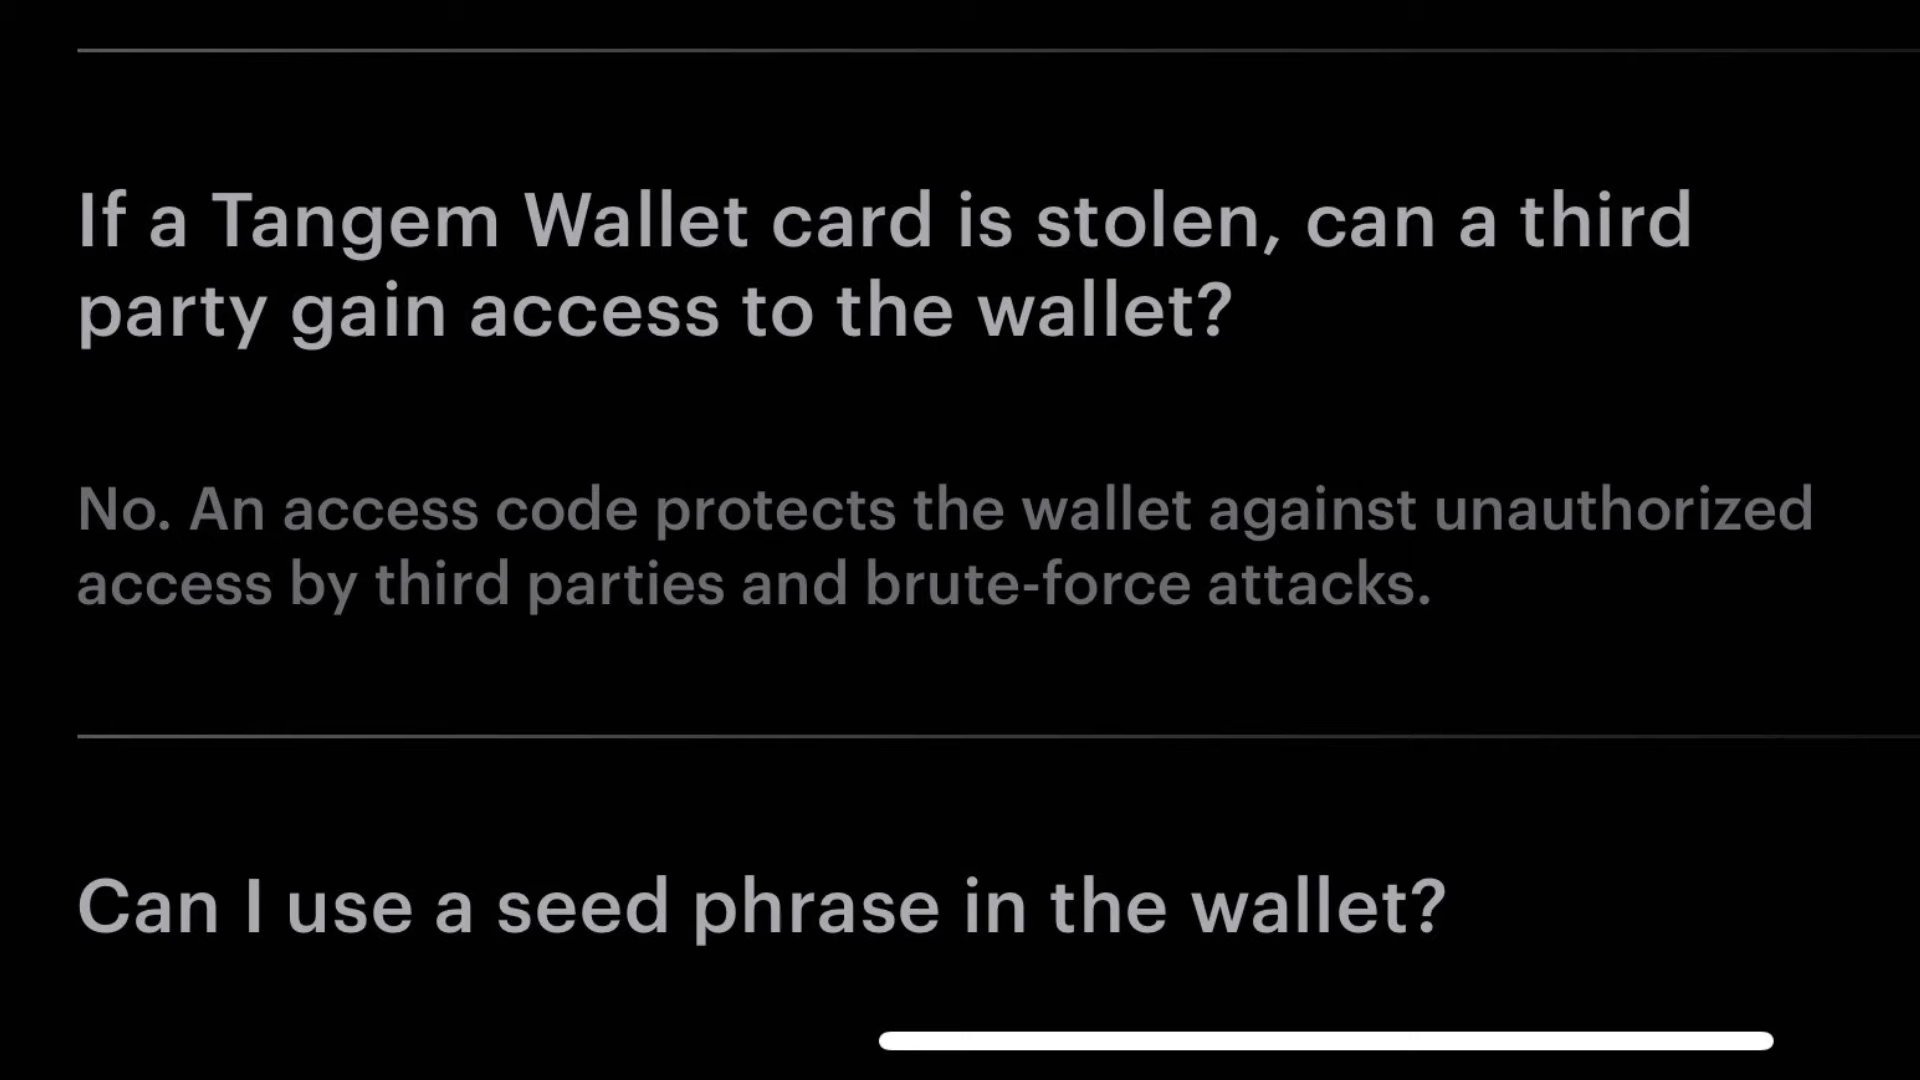 If a Tangem Wallet card is stolen, can a third
party gain access to the wallet?
No. An access code protects the wallet against unauthorized
access by third parties and brute-force attacks.
Can I use a seed phrase in the wallet?